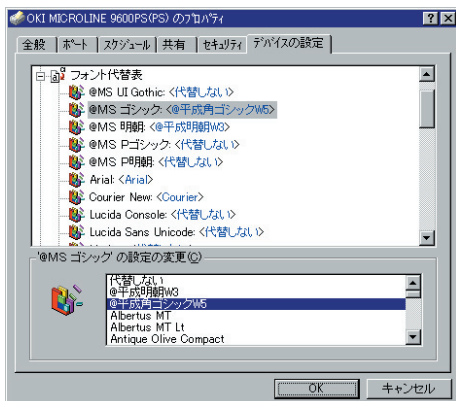 OKI MICROLINE 9600PS(PS) のプロパティ
全般 ポート スケジュール 共有 セキュリティ デバイスの設定
フォント代替表
@MS UI Gothic: <代替しない>
@MS ゴシック: <@平成角ゴシックW5>
@MS 明朝: <@平成明朝W3>
@MS Pゴシック: <代替しない>
@MS P明朝: <代替しない>
Arial: <Arial>
Courier New: <Courier>
Lucida Console: <代替しない>
Lucida Sans Unicode: <代替しない>
'@MS ゴシック' の設定の変更(C)
代替しない
@平成明朝W3
@平成角ゴシックW5
Albertus MT
Albertus MT Lt
Antique Olive Compact
OK キャンセル